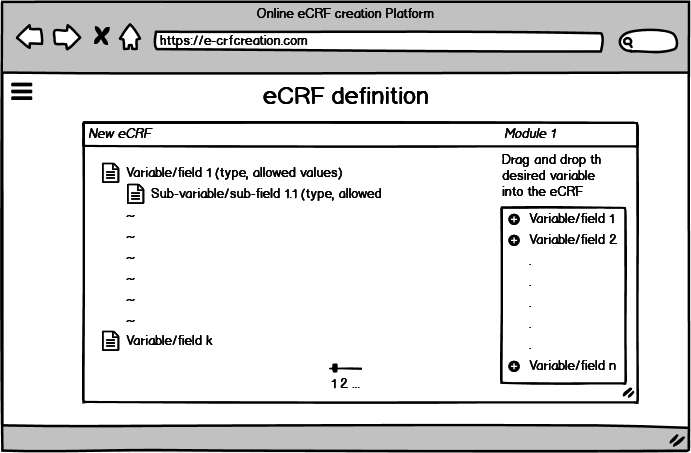 Online eCRF creation Platform
https://e-crfcreation.com
eCRF definition
New eCRF
Module 1
Variable/field 1 (type, allowed values)
Sub-variable/sub-field 1.1 (type, allowed
~
~
~
~
~
~
Variable/field k
1 2 ...
Drag and drop th
desired variable
into the eCRF
Variable/field 1
Variable/field 2
.
.
.
.
.
Variable/field n